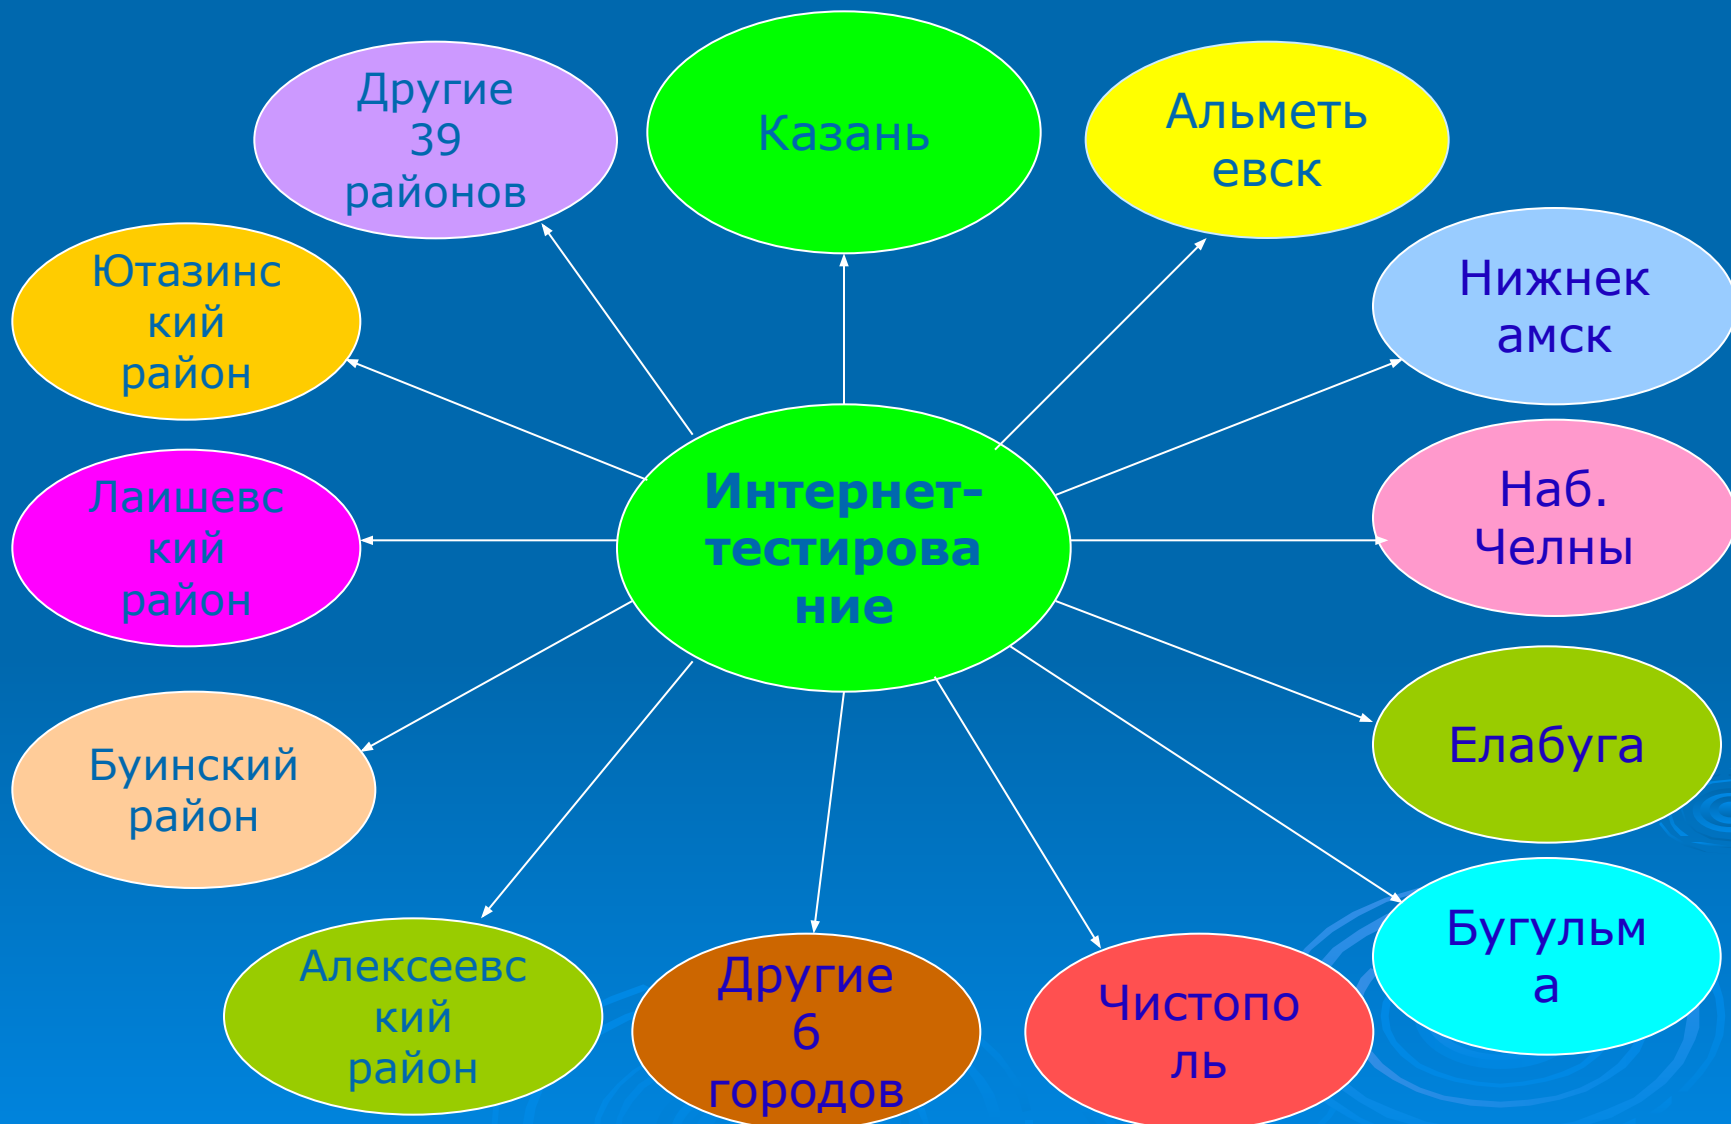 Другие
39
районов
Казань
Альметь
евск
Ютазинс
кий
район
Нижнек
амск
Лаишевс
кий
район
Интернет-
тестирова
ние
Наб.
Челны
Буинский
район
Елабуга
Алексеевс
кий
район
Другие
6
городов
Чистопо
ль
Бугульм
а